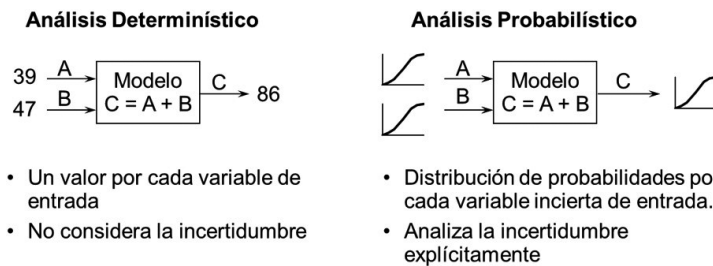 Análisis Determinístico
39 A
47 B
Modelo
C = A + B
C
86
• Un valor por cada variable de
entrada
• No considera la incertidumbre
Análisis Probabilístico
A
B
Modelo
C = A + B
C
• Distribución de probabilidades po
cada variable incierta de entrada.
• Analiza la incertidumbre
explícitamente